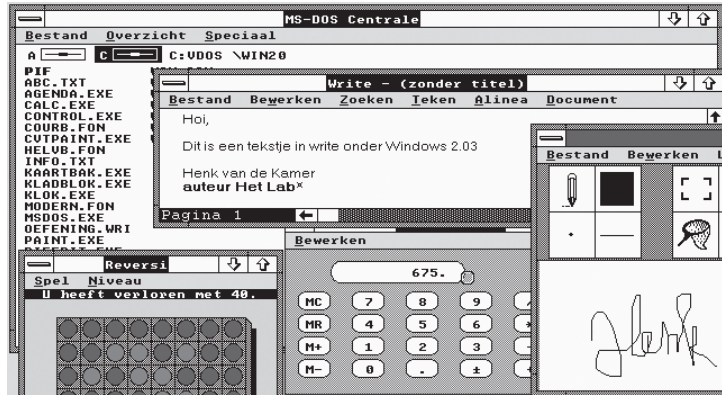 MS-DOS Centrale
Bestand Overzicht Speciaal
A C C:VDOS \WIN20
PIF
ABC.TXT
AGENDA.EXE
CALC.EXE
CONTROL.EXE
COURB.FON
CVTPAINT.EXE
HELVB.FON
INFO.TXT
KAARTBAK.EXE
KLADBLOK.EXE
KLOK.EXE
MODERN.FON
MSDOS.EXE
OEFENING.WRI
PAINT.EXE
Write - (zonder titel)
Bestand Bewerken Zoeken Teken Alinea Document
Hoi,
Dit is een tekstje in write onder Windows 2.03
Henk van de Kamer
auteur Het Lab*
Pagina 1
Bestand Bewerken
Bewerken
675.
MC 7 8 9
MR 4 5 6
M+ 1 2 3
M- 0 . ±
Reversi
Spel Niveau
U heeft verloren met 40.
Henk